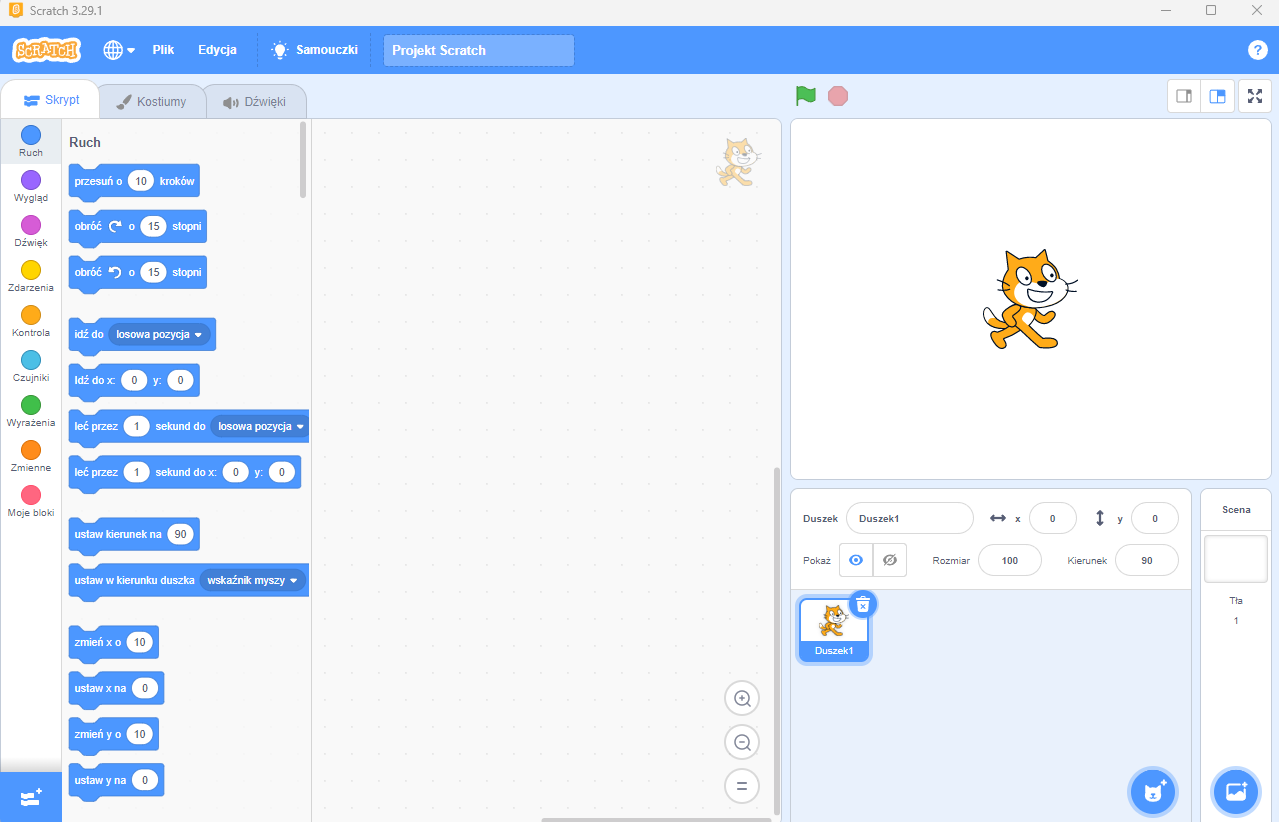 Scratch 3.29.1
SCRATCH Plik Edycja Samouczki Projekt Scratch ?
Skrypt Kostiumy Dźwięki
Ruch
Wygląd
Dźwięk
Zdarzenia
Kontrola
Czujniki
Wyrażenia
Zmienne
Moje bloki
Ruch
przesuń o 10 kroków
obróć o 15 stopni
obróć o 15 stopni
idź do losowa pozycja
Idź do x: 0 y: 0
leć przez 1 sekund do losowa pozycja
leć przez 1 sekund do x: 0 y: 0
ustaw kierunek na 90
ustaw w kierunku duszka wskaźnik myszy
zmień x o 10
ustaw x na 0
zmień y o 10
ustaw y na 0
Duszek Duszek1 x 0 y 0
Pokaż Rozmiar 100 Kierunek 90
Duszek1
Scena
Tła
1